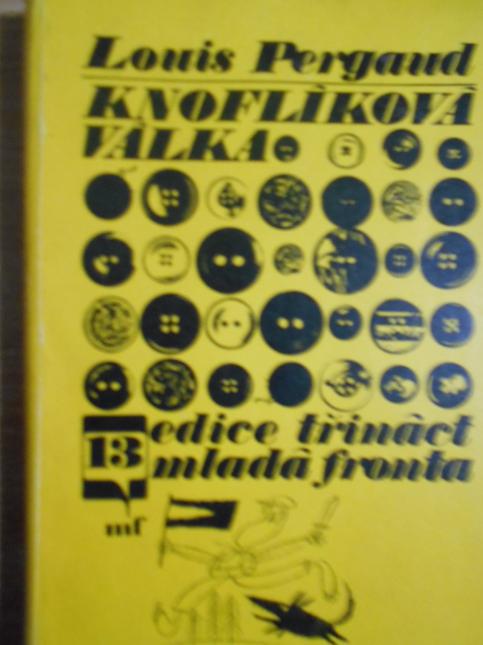 Louis Pergaud
KNOFLÍKOVÁ
VÁLKA
13
edice třináct
mladá fronta
mf